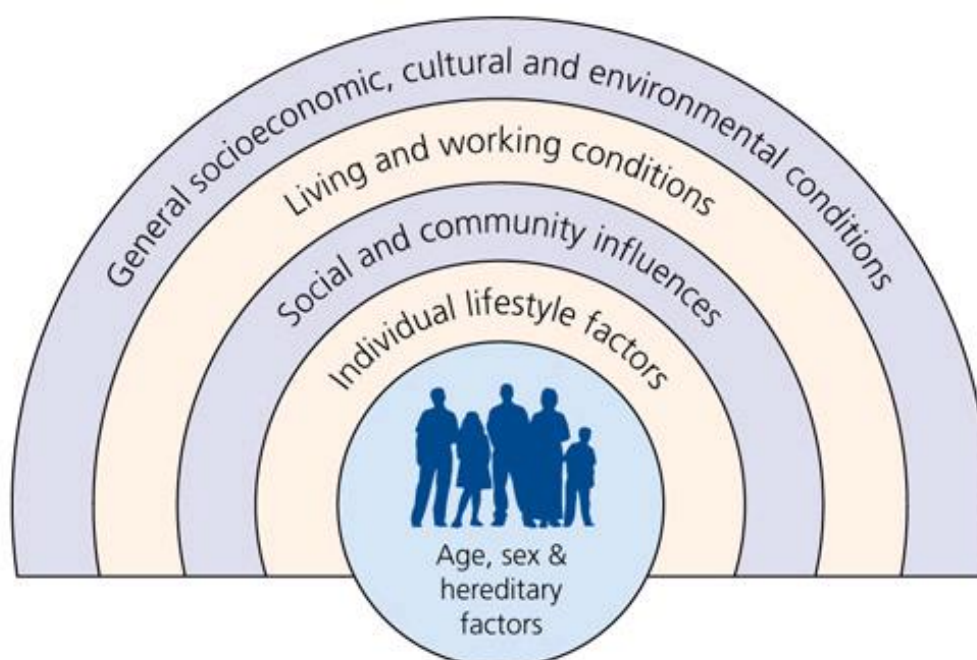 General socioeconomic, cultural and environmental conditions
Living and working conditions
Social and community influences
Individual lifestyle factors
Age, sex &
hereditary
factors